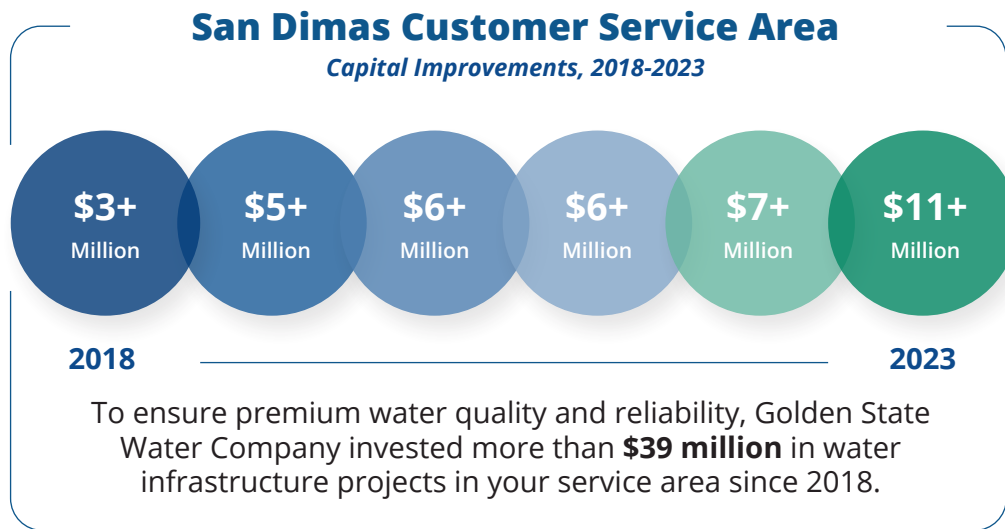 San Dimas Customer Service Area
Capital Improvements, 2018-2023
$3+ $5+ $6+ $6+ $7+ $11+
Million Million Million Million Million Million
2018 2023
To ensure premium water quality and reliability, Golden State
Water Company invested more than $39 million in water
infrastructure projects in your service area since 2018.